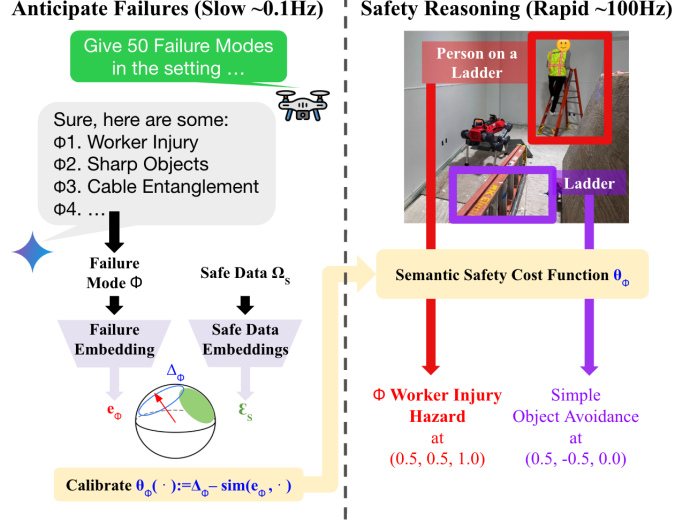 Anticipate Failures (Slow ~0.1Hz)
Give 50 Failure Modes
in the setting …
Sure, here are some:
Φ1. Worker Injury
Φ2. Sharp Objects
Φ3. Cable Entanglement
Φ4. …
Failure
Mode Φ
Safe Data Ωs
Failure
Embedding
Safe Data
Embeddings
ΔΦ
eΦ
Ɛs
Calibrate θΦ( · ):=ΔΦ– sim(eΦ, · )
Safety Reasoning (Rapid ~100Hz)
Person on a
Ladder
Ladder
Semantic Safety Cost Function θΦ
Φ Worker Injury
Hazard
at
(0.5, 0.5, 1.0)
Simple
Object Avoidance
at
(0.5, -0.5, 0.0)